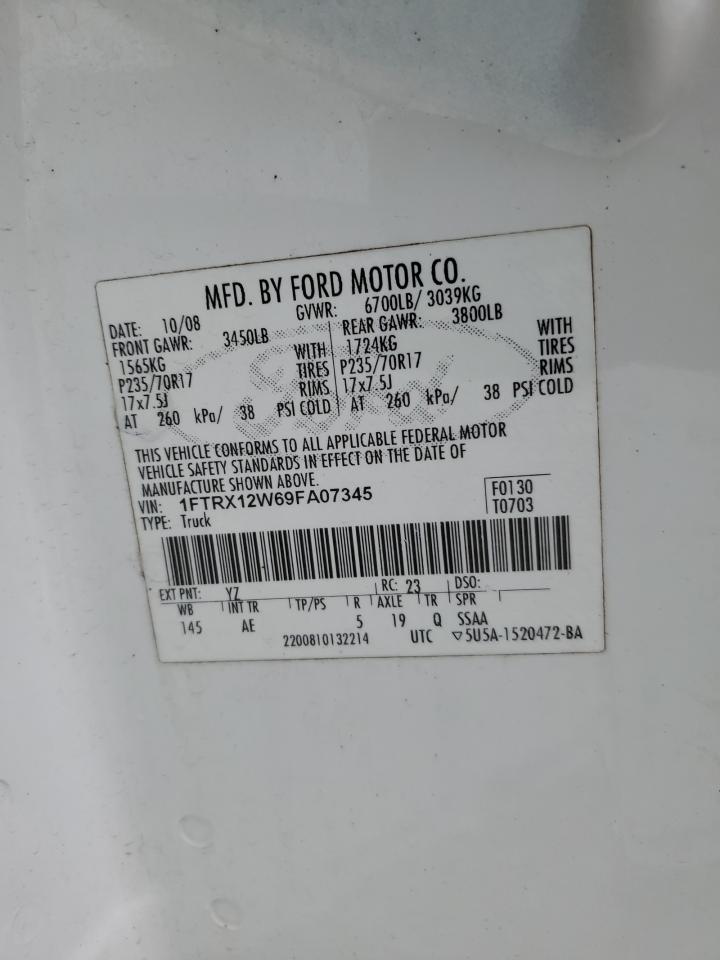 MFD. BY FORD MOTOR CO.
DATE: 10/08 GVWR: 6700LB/ 3039KG
FRONT GAWR: 3450LB REAR GAWR: 3800LB
1565KG WITH 1724KG WITH
P235/70R17 TIRES P235/70R17 TIRES
17x7.5J RIMS 17x7.5J RIMS
AT 260 kPa/ 38 PSI COLD AT 260 kPa/ 38 PSI COLD
THIS VEHICLE CONFORMS TO ALL APPLICABLE FEDERAL MOTOR
VEHICLE SAFETY STANDARDS IN EFFECT ON THE DATE OF
MANUFACTURE SHOWN ABOVE.
VIN: 1FTRX12W69FA07345 F0130
TYPE: Truck T0703
EXT PNT: YZ RC: 23 DSO:
WB INT TR TP/PS R AXLE TR SPR
145 AE 5 19 Q SSAA
2200810132214 UTC ▽5U5A-1520472-BA